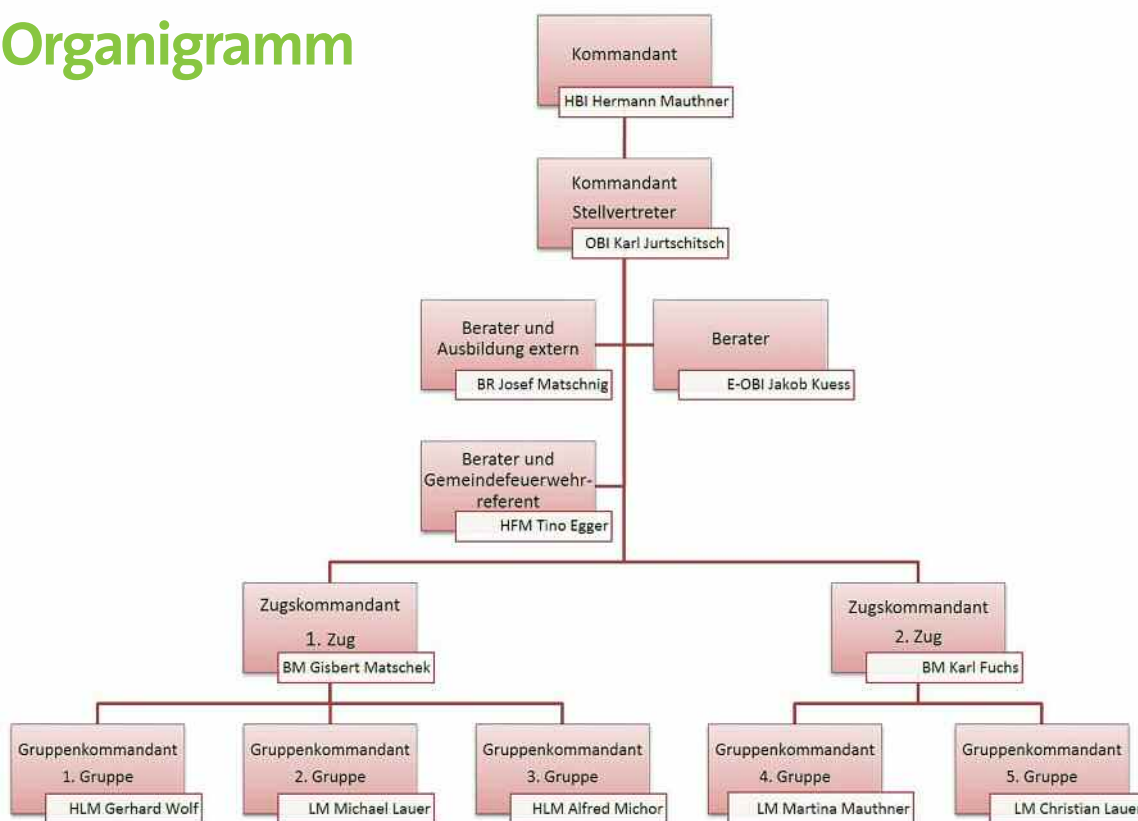 Organigramm
Kommandant
HBI Hermann Mauthner
Kommandant
Stellvertreter
OBI Karl Jurtschitsch
Berater und
Ausbildung extern
BR Josef Matschnig
Berater
E-OBI Jakob Kuess
Berater und
Gemeindefeuerwehr-
referent
HFM Tino Egger
Zugskommandant
1. Zug
BM Gisbert Matschek
Zugskommandant
2. Zug
BM Karl Fuchs
Gruppenkommandant
1. Gruppe
HLM Gerhard Wolf
Gruppenkommandant
2. Gruppe
LM Michael Lauer
Gruppenkommandant
3. Gruppe
HLM Alfred Michor
Gruppenkommandant
4. Gruppe
LM Martina Mauthner
Gruppenkommandant
5. Gruppe
LM Christian Lauer